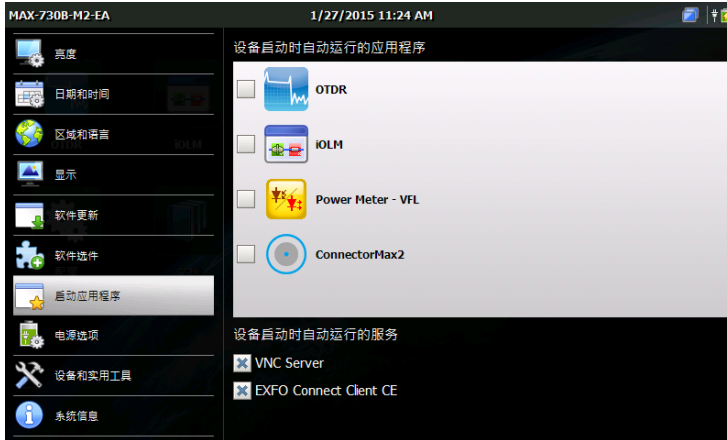 MAX-730B-M2-EA
1/27/2015 11:24 AM
亮度
日期和时间
区域和语言
显示
软件更新
软件选件
启动应用程序
电源选项
设备和实用工具
系统信息
设备启动时自动运行的应用程序
OTDR
iOLM
Power Meter - VFL
ConnectorMax2
设备启动时自动运行的服务
VNC Server
EXFO Connect Client CE
OTDR
iOLM